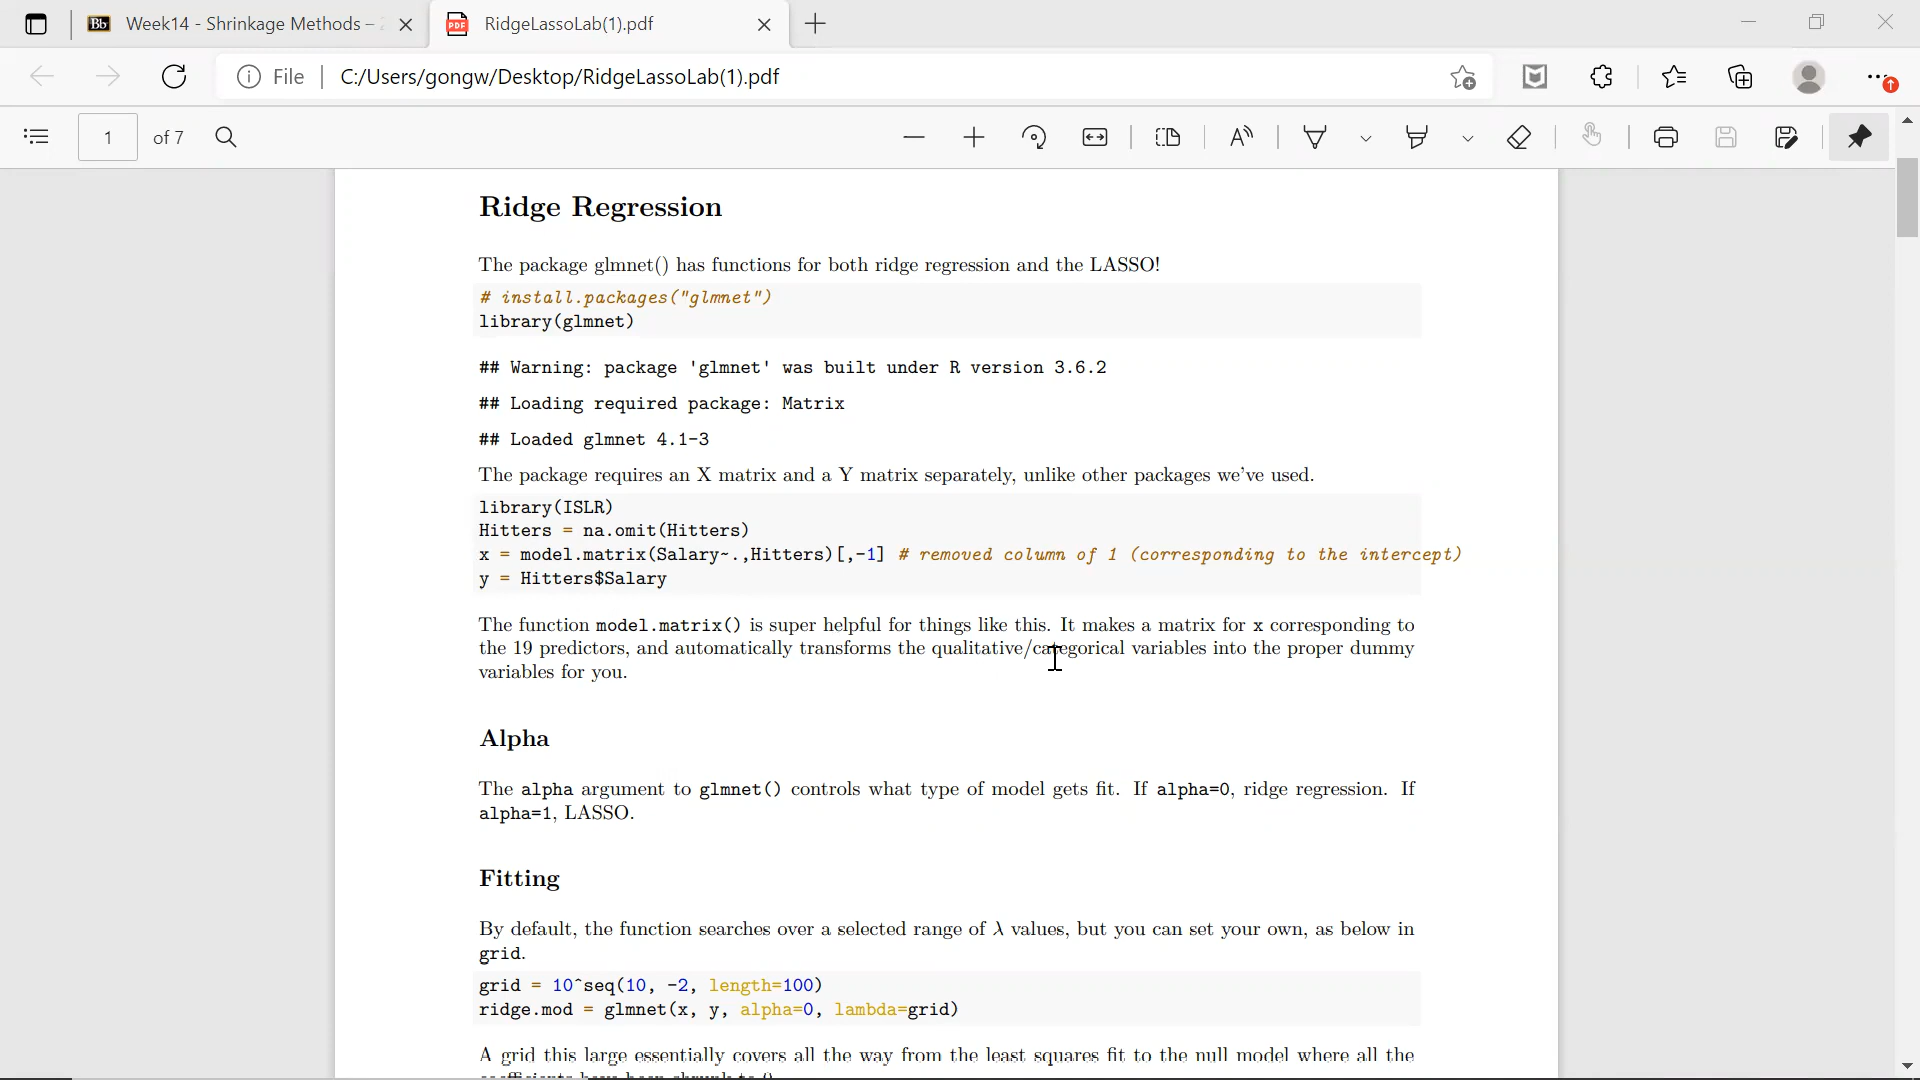 Week14 - Shrinkage Methods –
RidgeLassoLab(1).pdf
File
C:/Users/gongw/Desktop/RidgeLassoLab(1).pdf
1 of 7
Ridge Regression
The package glmnet() has functions for both ridge regression and the LASSO!
# install.packages("glmnet")
library(glmnet)
## Warning: package 'glmnet' was built under R version 3.6.2
## Loading required package: Matrix
## Loaded glmnet 4.1-3
The package requires an X matrix and a Y matrix separately, unlike other packages we've used.
library(ISLR)
Hitters = na.omit(Hitters)
x = model.matrix(Salary~.,Hitters)[,-1] # removed column of 1 (corresponding to the intercept)
y = Hitters$Salary
The function model.matrix() is super helpful for things like this. It makes a matrix for x corresponding to
the 19 predictors, and automatically transforms the qualitative/categorical variables into the proper dummy
variables for you.
Alpha
The alpha argument to glmnet() controls what type of model gets fit. If alpha=0, ridge regression. If
alpha=1, LASSO.
Fitting
By default, the function searches over a selected range of λ values, but you can set your own, as below in
grid.
grid = 10^seq(10, -2, length=100)
ridge.mod = glmnet(x, y, alpha=0, lambda=grid)
A grid this large essentially covers all the way from the least squares fit to the null model where all the